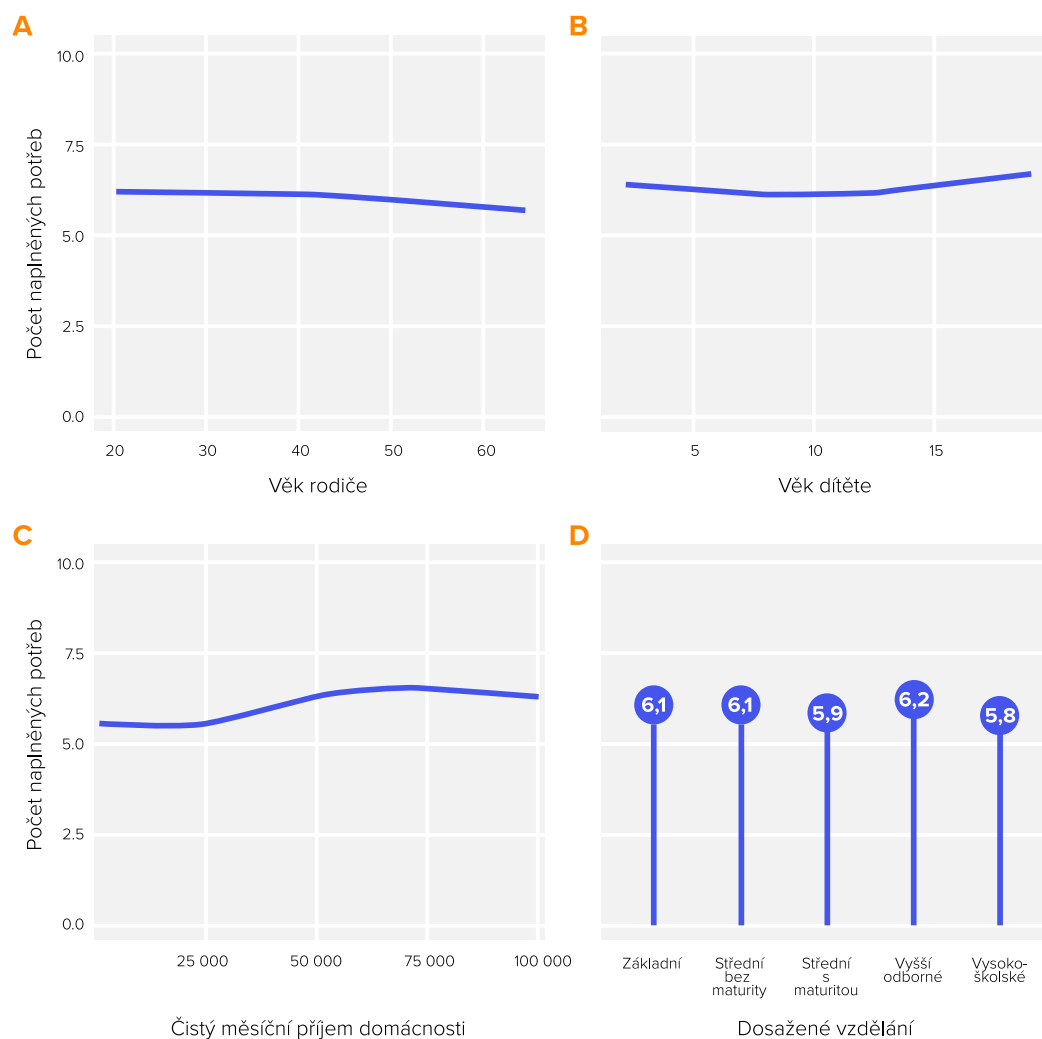 A
Počet naplněných potřeb
10.0
7.5
5.0
2.5
0.0
20 30 40 50 60
Věk rodiče
B
5 10 15
Věk dítěte
C
Počet naplněných potřeb
10.0
7.5
5.0
2.5
0.0
25 000 50 000 75 000 100 000
Čistý měsíční příjem domácnosti
D
6,1 6,1 5,9 6,2 5,8
Základní
Střední
bez
maturity
Střední
s
maturitou
Vyšší
odborné
Vysoko-
školské
Dosažené vzdělání